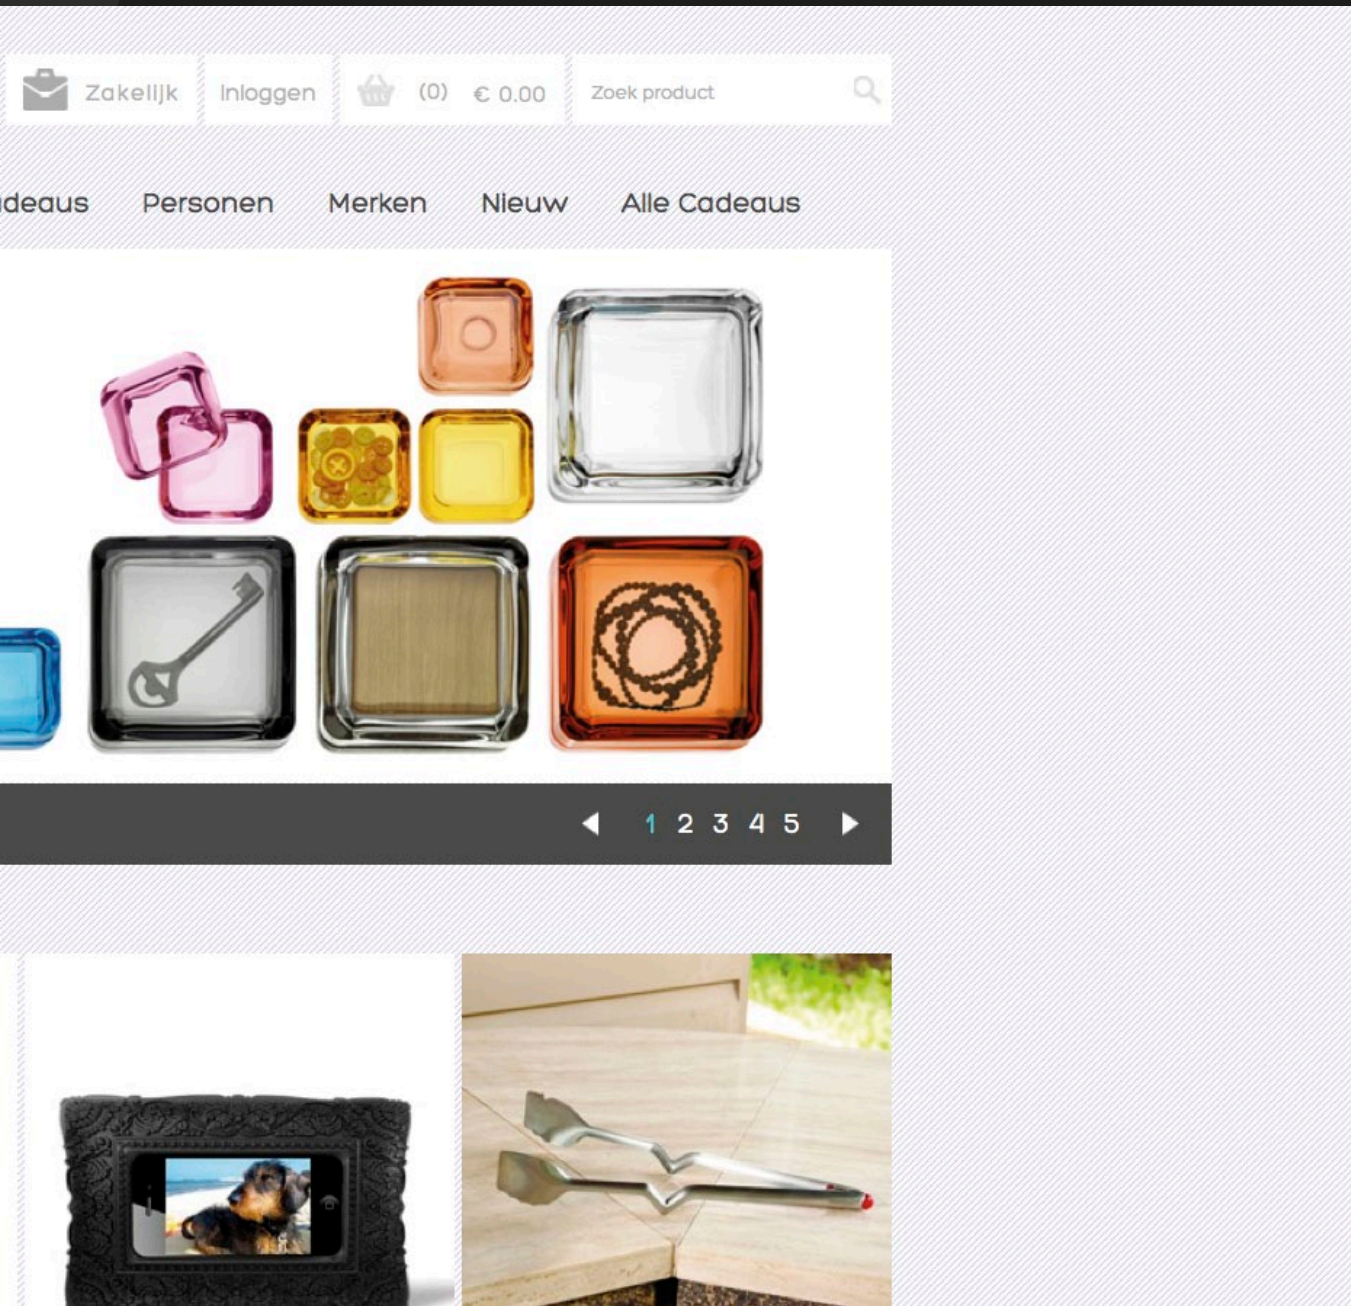 Zakelijk Inloggen (0) € 0.00 Zoek product
Personen Merken Nieuw Alle Cadeaus
1 2 3 4 5